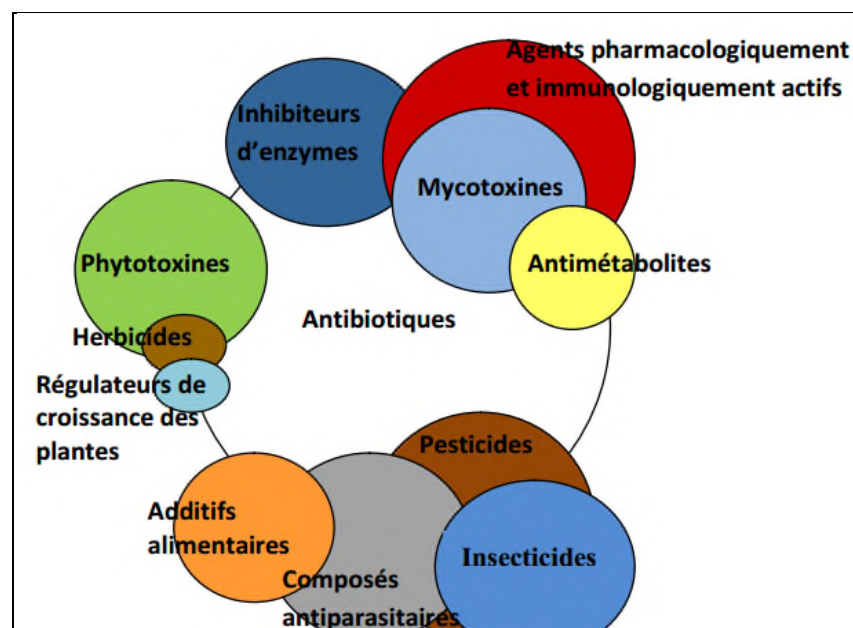 Agents pharmacologiquement
et immunologiquement actifs
Inhibiteurs
d'enzymes
Mycotoxines
Phytotoxines
Antimétabolites
Antibiotiques
Herbicides
Régulateurs de
croissance des
plantes
Pesticides
Additifs
alimentaires
Insecticides
Composés
antiparasitaires